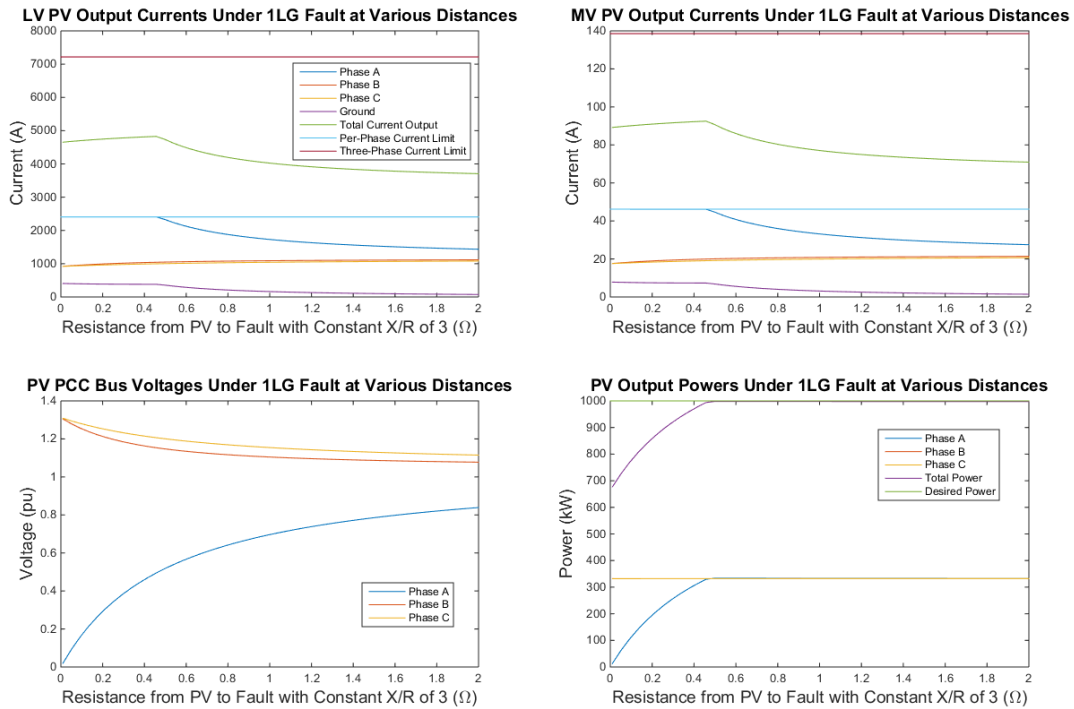 LV PV Output Currents Under 1LG Fault at Various Distances
8000
7000
6000
5000
4000
3000
2000
1000
0
Current (A)
Phase A
Phase B
Phase C
Ground
Total Current Output
Per-Phase Current Limit
Three-Phase Current Limit
0 0.2 0.4 0.6 0.8 1 1.2 1.4 1.6 1.8 2
Resistance from PV to Fault with Constant X/R of 3 (Ω)
MV PV Output Currents Under 1LG Fault at Various Distances
140
120
100
80
60
40
20
0
Current (A)
0 0.2 0.4 0.6 0.8 1 1.2 1.4 1.6 1.8 2
Resistance from PV to Fault with Constant X/R of 3 (Ω)
PV PCC Bus Voltages Under 1LG Fault at Various Distances
1.4
1.2
1
0.8
0.6
0.4
0.2
0
Voltage (pu)
Phase A
Phase B
Phase C
0 0.2 0.4 0.6 0.8 1 1.2 1.4 1.6 1.8 2
Resistance from PV to Fault with Constant X/R of 3 (Ω)
PV Output Powers Under 1LG Fault at Various Distances
1000
900
800
700
600
500
400
300
200
100
0
Power (kW)
Phase A
Phase B
Phase C
Total Power
Desired Power
0 0.2 0.4 0.6 0.8 1 1.2 1.4 1.6 1.8 2
Resistance from PV to Fault with Constant X/R of 3 (Ω)